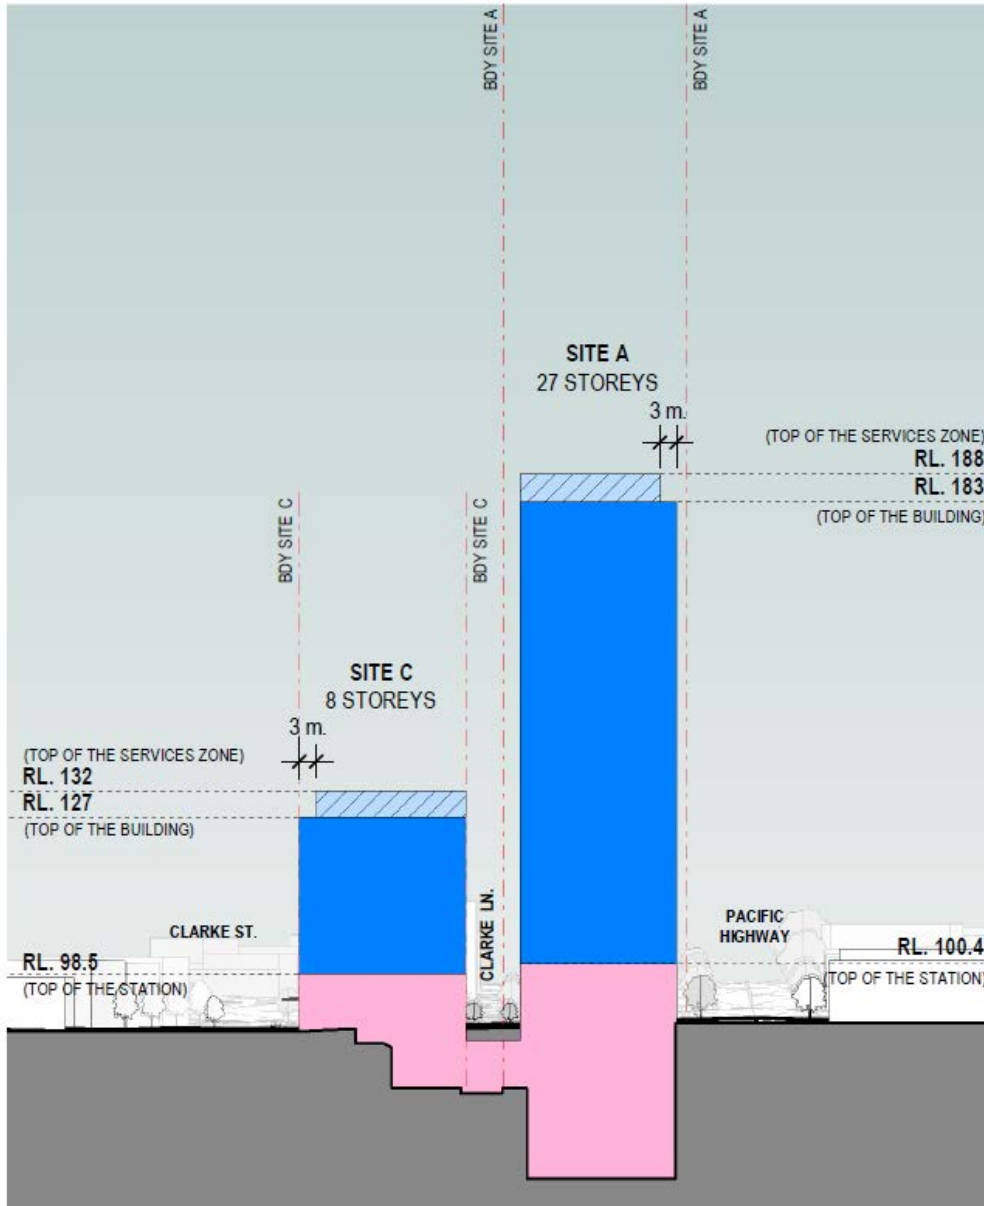 BDY SITE A
BDY SITE A
SITE A
27 STOREYS
3 m.
(TOP OF THE SERVICES ZONE)
RL. 188
RL. 183
(TOP OF THE BUILDING)
BDY SITE C
BDY SITE C
SITE C
8 STOREYS
3 m.
(TOP OF THE SERVICES ZONE)
RL. 132
RL. 127
(TOP OF THE BUILDING)
CLARKE ST.
CLARKE LN.
PACIFIC
HIGHWAY
RL. 98.5
(TOP OF THE STATION)
RL. 100.4
(TOP OF THE STATION)